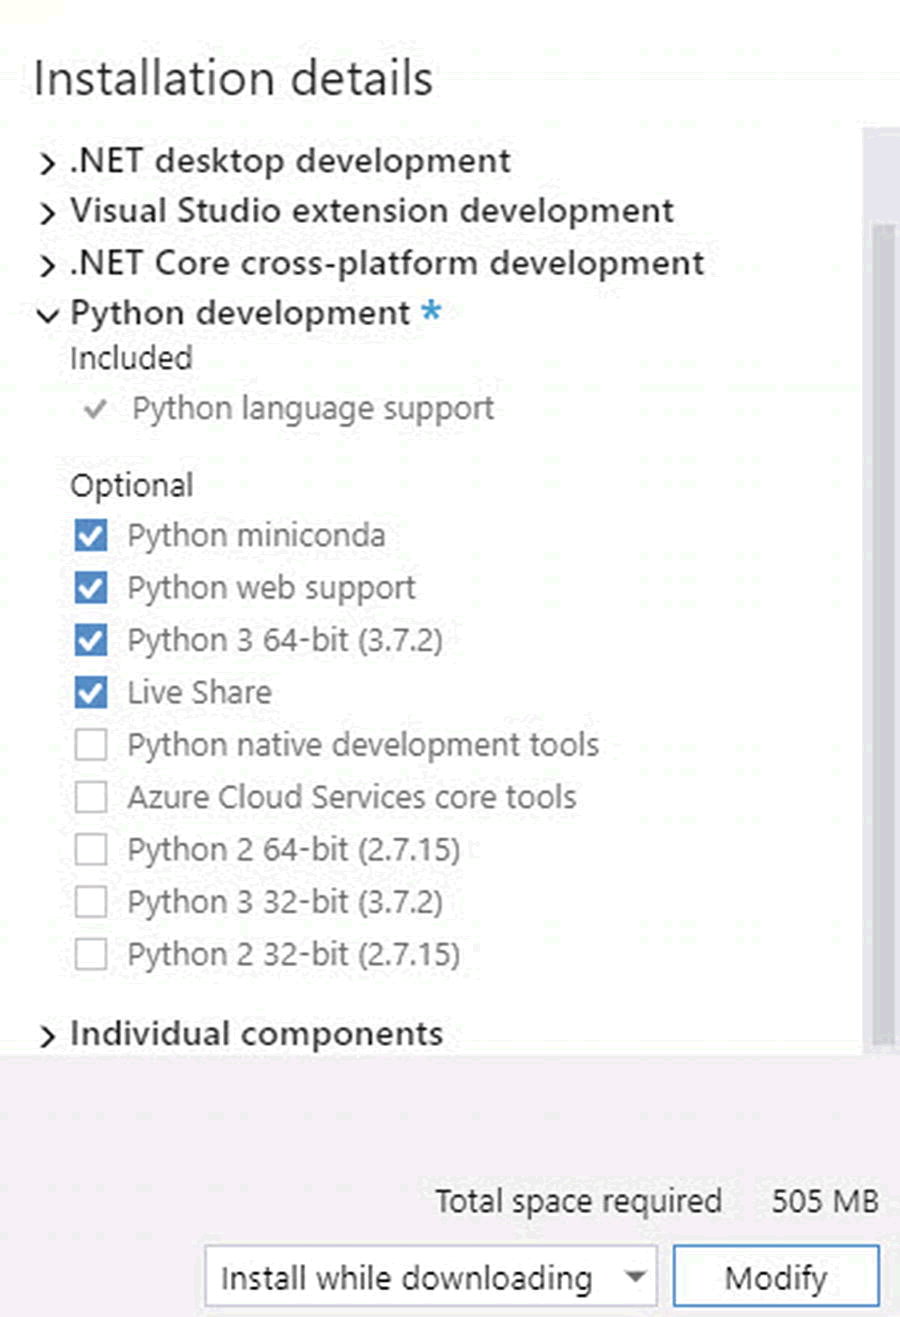 Installation details
.NET desktop development
Visual Studio extension development
.NET Core cross-platform development
Python development *
Included
Python language support
Optional
Python miniconda
Python web support
Python 3 64-bit (3.7.2)
Live Share
Python native development tools
Azure Cloud Services core tools
Python 2 64-bit (2.7.15)
Python 3 32-bit (3.7.2)
Python 2 32-bit (2.7.15)
Individual components
Total space required 505 MB
Install while downloading Modify